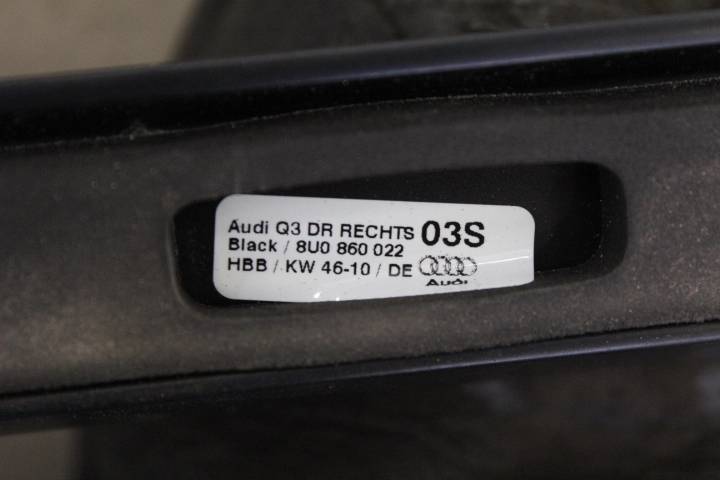 Audi Q3 DR RECHTS 03S
Black / 8U0 860 022
HBB / KW 46-10 / DE
Audi